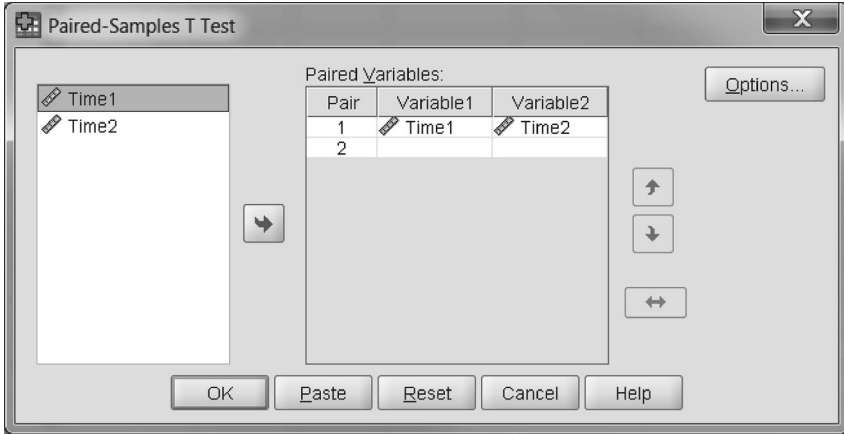 Paired-Samples T Test
X
Time1
Time2
Paired Variables:
Pair Variable1 Variable2
1 Time1 Time2
2
Options...
OK Paste Reset Cancel Help